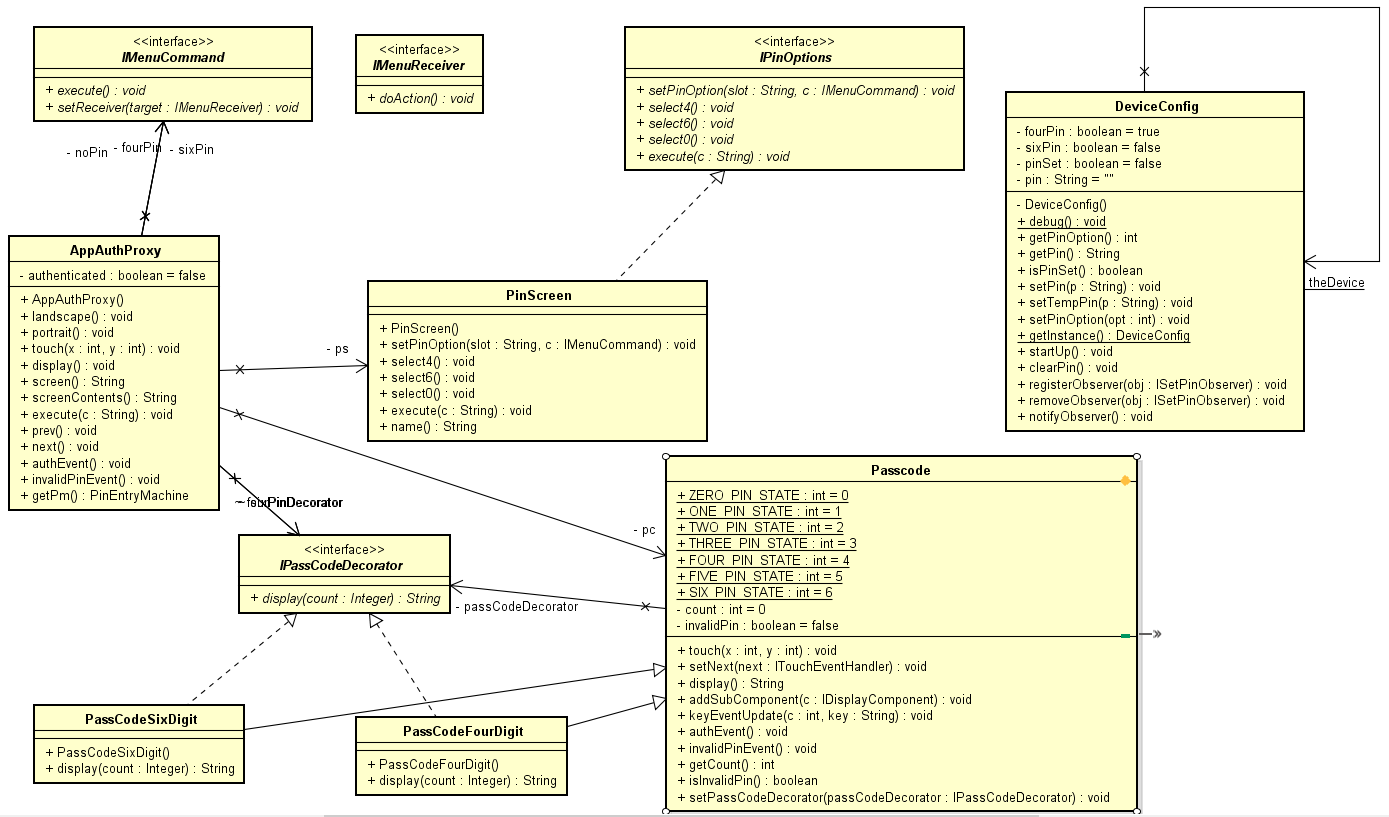 <<interface>>
IMenuCommand
+ execute() : void
+ setReceiver(target : IMenuReceiver) : void
<<interface>>
IMenuReceiver
+ doAction() : void
<<interface>>
IPinOptions
+ setPinOption(slot : String, c : IMenuCommand) : void
+ select4() : void
+ select6() : void
+ select0() : void
+ execute(c : String) : void
DeviceConfig
- fourPin : boolean = true
- sixPin : boolean = false
- pinSet : boolean = false
- pin : String = ""
- DeviceConfig()
+ debug() : void
+ getPinOption() : int
+ getPin() : String
+ isPinSet() : boolean
+ setPin(p : String) : void
+ setTempPin(p : String) : void
+ setPinOption(opt : int) : void
+ getInstance() : DeviceConfig
+ startUp() : void
+ clearPin() : void
+ registerObserver(obj : ISetPinObserver) : void
+ removeObserver(obj : ISetPinObserver) : void
+ notifyObserver() : void
theDevice
- noPin
- fourPin
- sixPin
AppAuthProxy
- authenticated : boolean = false
+ AppAuthProxy()
+ landscape() : void
+ portrait() : void
+ touch(x : int, y : int) : void
+ display() : void
+ screen() : String
+ screenContents() : String
+ execute(c : String) : void
+ prev() : void
+ next() : void
+ authEvent() : void
+ invalidPinEvent() : void
+ getPm() : PinEntryMachine
- ps
PinScreen
+ PinScreen()
+ setPinOption(slot : String, c : IMenuCommand) : void
+ select4() : void
+ select6() : void
+ select0() : void
+ execute(c : String) : void
+ name() : String
PinDecorator
- pc
<<interface>>
IPassCodeDecorator
+ display(count : Integer) : String
- passCodeDecorator
Passcode
+ ZERO_PIN_STATE : int = 0
+ ONE_PIN_STATE : int = 1
+ TWO_PIN_STATE : int = 2
+ THREE_PIN_STATE : int = 3
+ FOUR_PIN_STATE : int = 4
+ FIVE_PIN_STATE : int = 5
+ SIX_PIN_STATE : int = 6
- count : int = 0
- invalidPin : boolean = false
+ touch(x : int, y : int) : void
+ setNext(next : ITouchEventHandler) : void
+ display() : String
+ addSubComponent(c : IDisplayComponent) : void
+ keyEventUpdate(c : int, key : String) : void
+ authEvent() : void
+ invalidPinEvent() : void
+ getCount() : int
+ isInvalidPin() : boolean
+ setPassCodeDecorator(passCodeDecorator : IPassCodeDecorator) : void
PassCodeSixDigit
+ PassCodeSixDigit()
+ display(count : Integer) : String
PassCodeFourDigit
+ PassCodeFourDigit()
+ display(count : Integer) : String